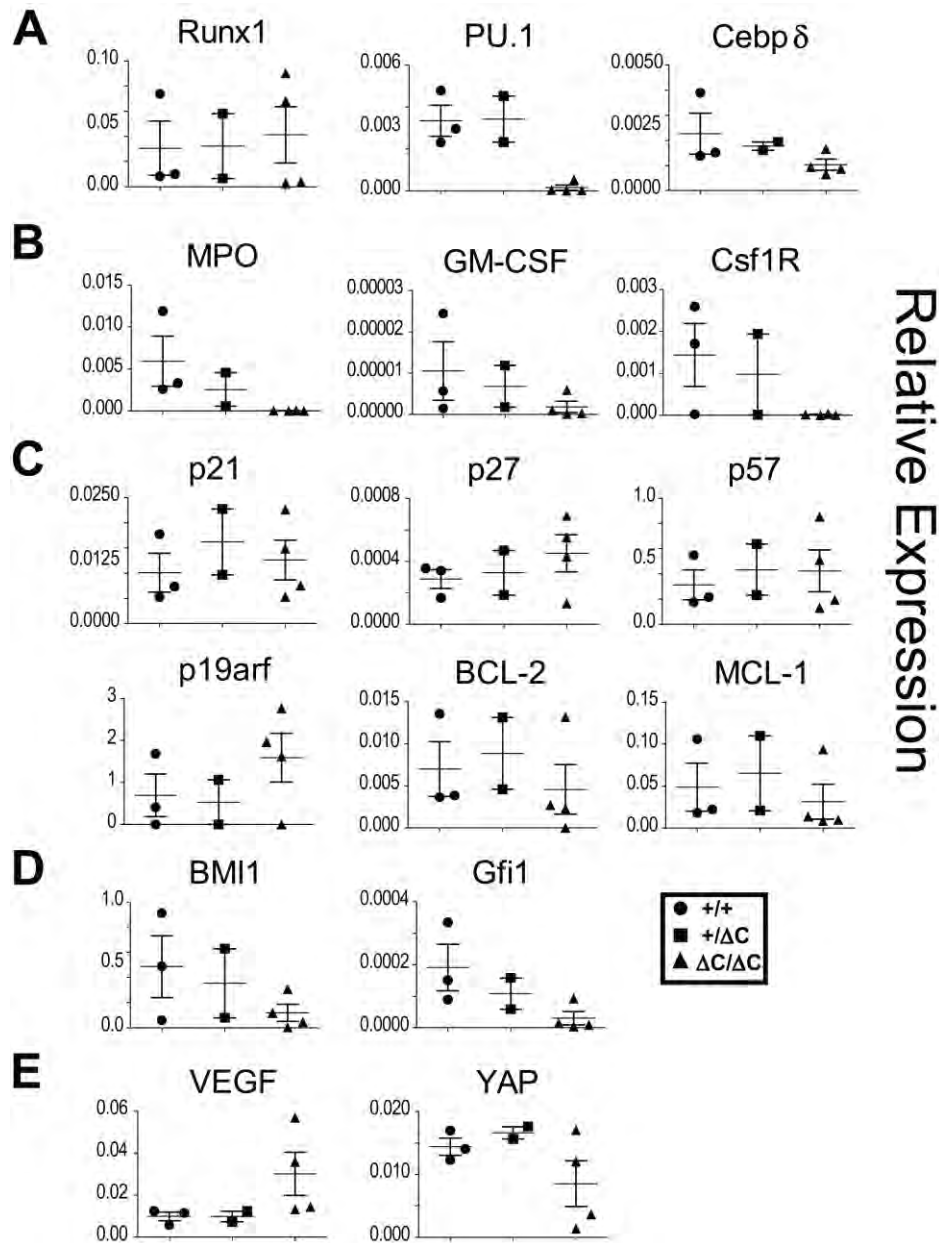 A
Runx1
PU.1
Cebp δ
0.10
0.05
0.00
0.006
0.003
0.000
0.0050
0.0025
0.0000
B
MPO
GM-CSF
Csf1R
0.015
0.010
0.005
0.000
0.00003
0.00002
0.00001
0.00000
0.003
0.002
0.001
0.000
C
p21
p27
p57
0.0250
0.0125
0.0000
0.0008
0.0004
0.0000
1.0
0.5
0.0
p19arf
BCL-2
MCL-1
3
2
1
0
0.015
0.010
0.005
0.000
0.15
0.10
0.05
0.00
D
BMI1
Gfi1
1.0
0.5
0.0
0.0004
0.0002
0.0000
+/+
+/ΔC
ΔC/ΔC
E
VEGF
YAP
0.06
0.04
0.02
0.00
0.020
0.010
0.000
Relative Expression